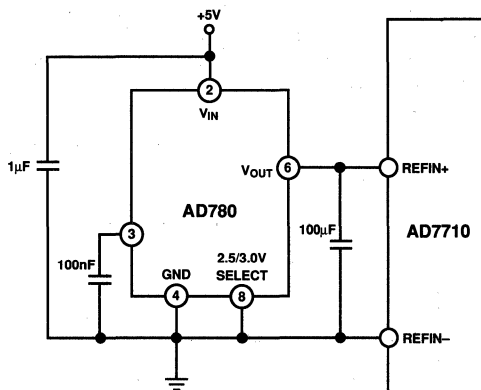 +5V
2
VIN
1µF
6
VOUT
REFIN+
AD780
3
100µF
AD7710
100nF
GND
2.5/3.0V
SELECT
4
8
REFIN–